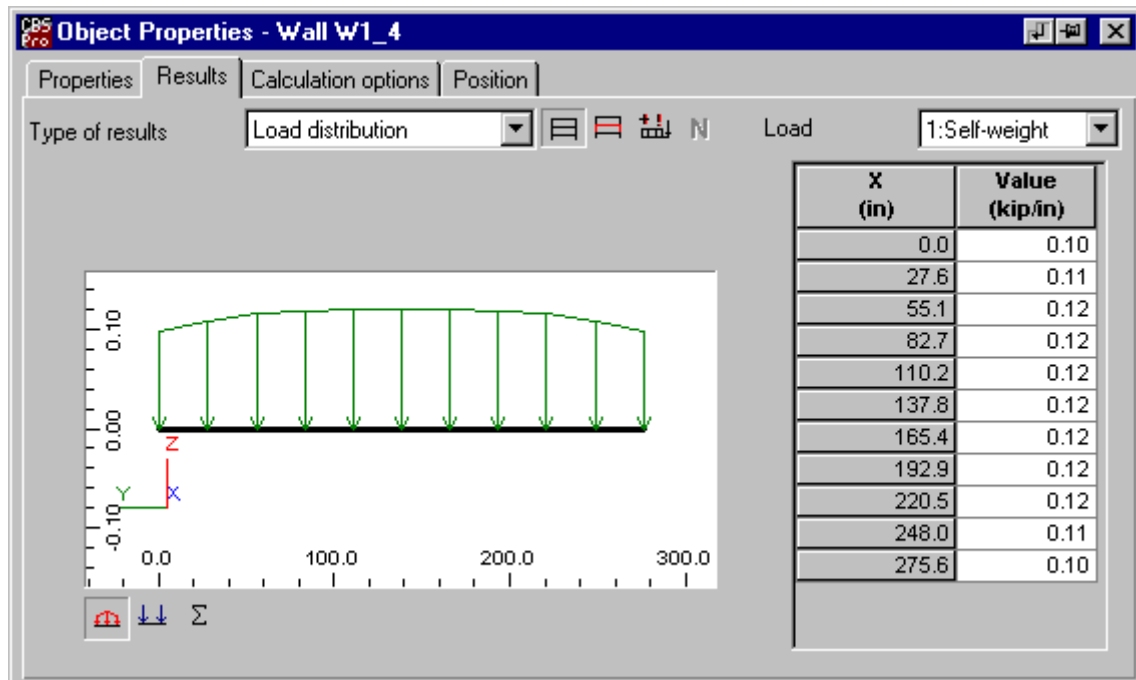 CBS Pro Object Properties - Wall W1_4
Properties Results Calculation options Position
Type of results Load distribution N Load 1:Self-weight
X (in) Value (kip/in)
0.0 0.10
27.6 0.11
55.1 0.12
82.7 0.12
110.2 0.12
137.8 0.12
165.4 0.12
192.9 0.12
220.5 0.12
248.0 0.11
275.6 0.10
0.10
0.00
-0.10
Z
Y X
0.0 100.0 200.0 300.0
Σ